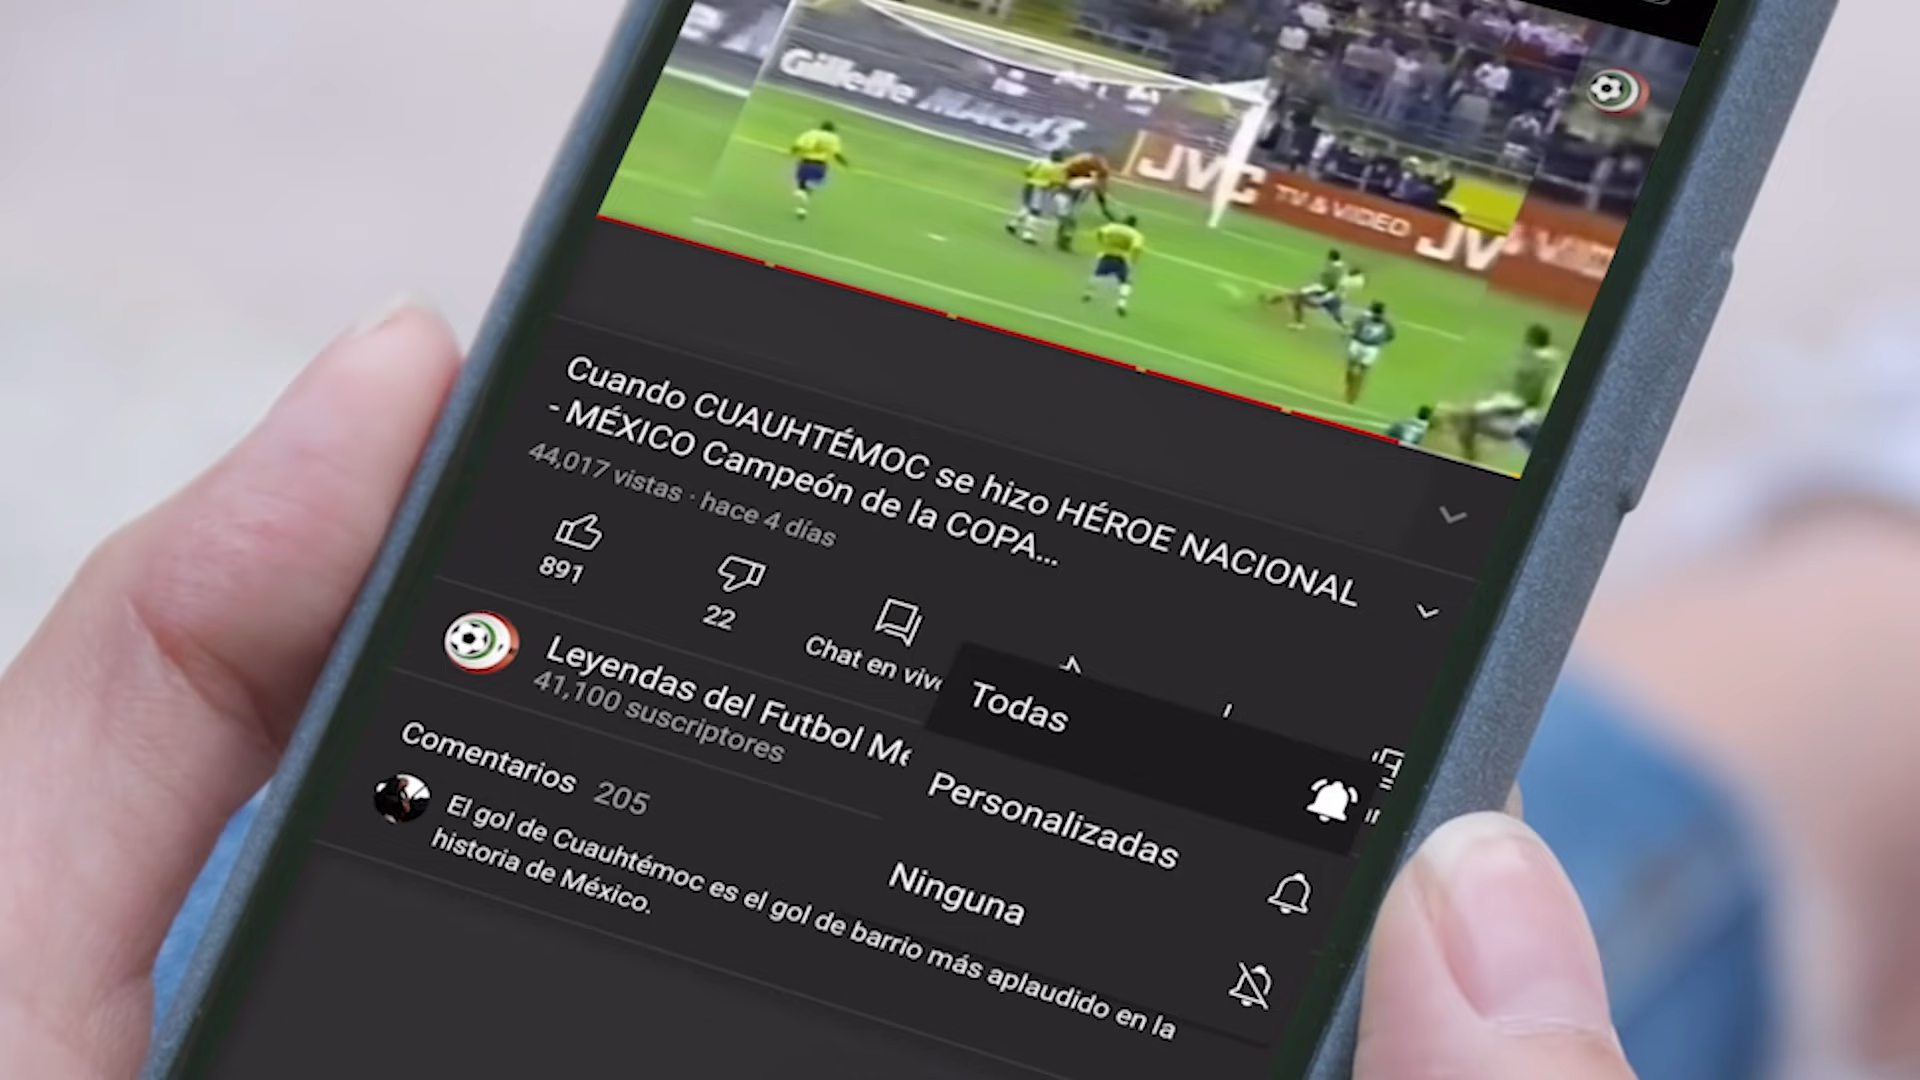 Gillette MACH3
JVC
TV & VIDEO
JV
Cuando CUAUHTÉMOC se hizo HÉROE NACIONAL
- MÉXICO Campeón de la COPA...
44,017 vistas · hace 4 días
891
22
Chat en vivo
Leyendas del Futbol Me
41,100 suscriptores
Todas
Personalizadas
Ninguna
Comentarios 205
El gol de Cuauhtémoc es el gol de barrio más aplaudido en la
historia de México.